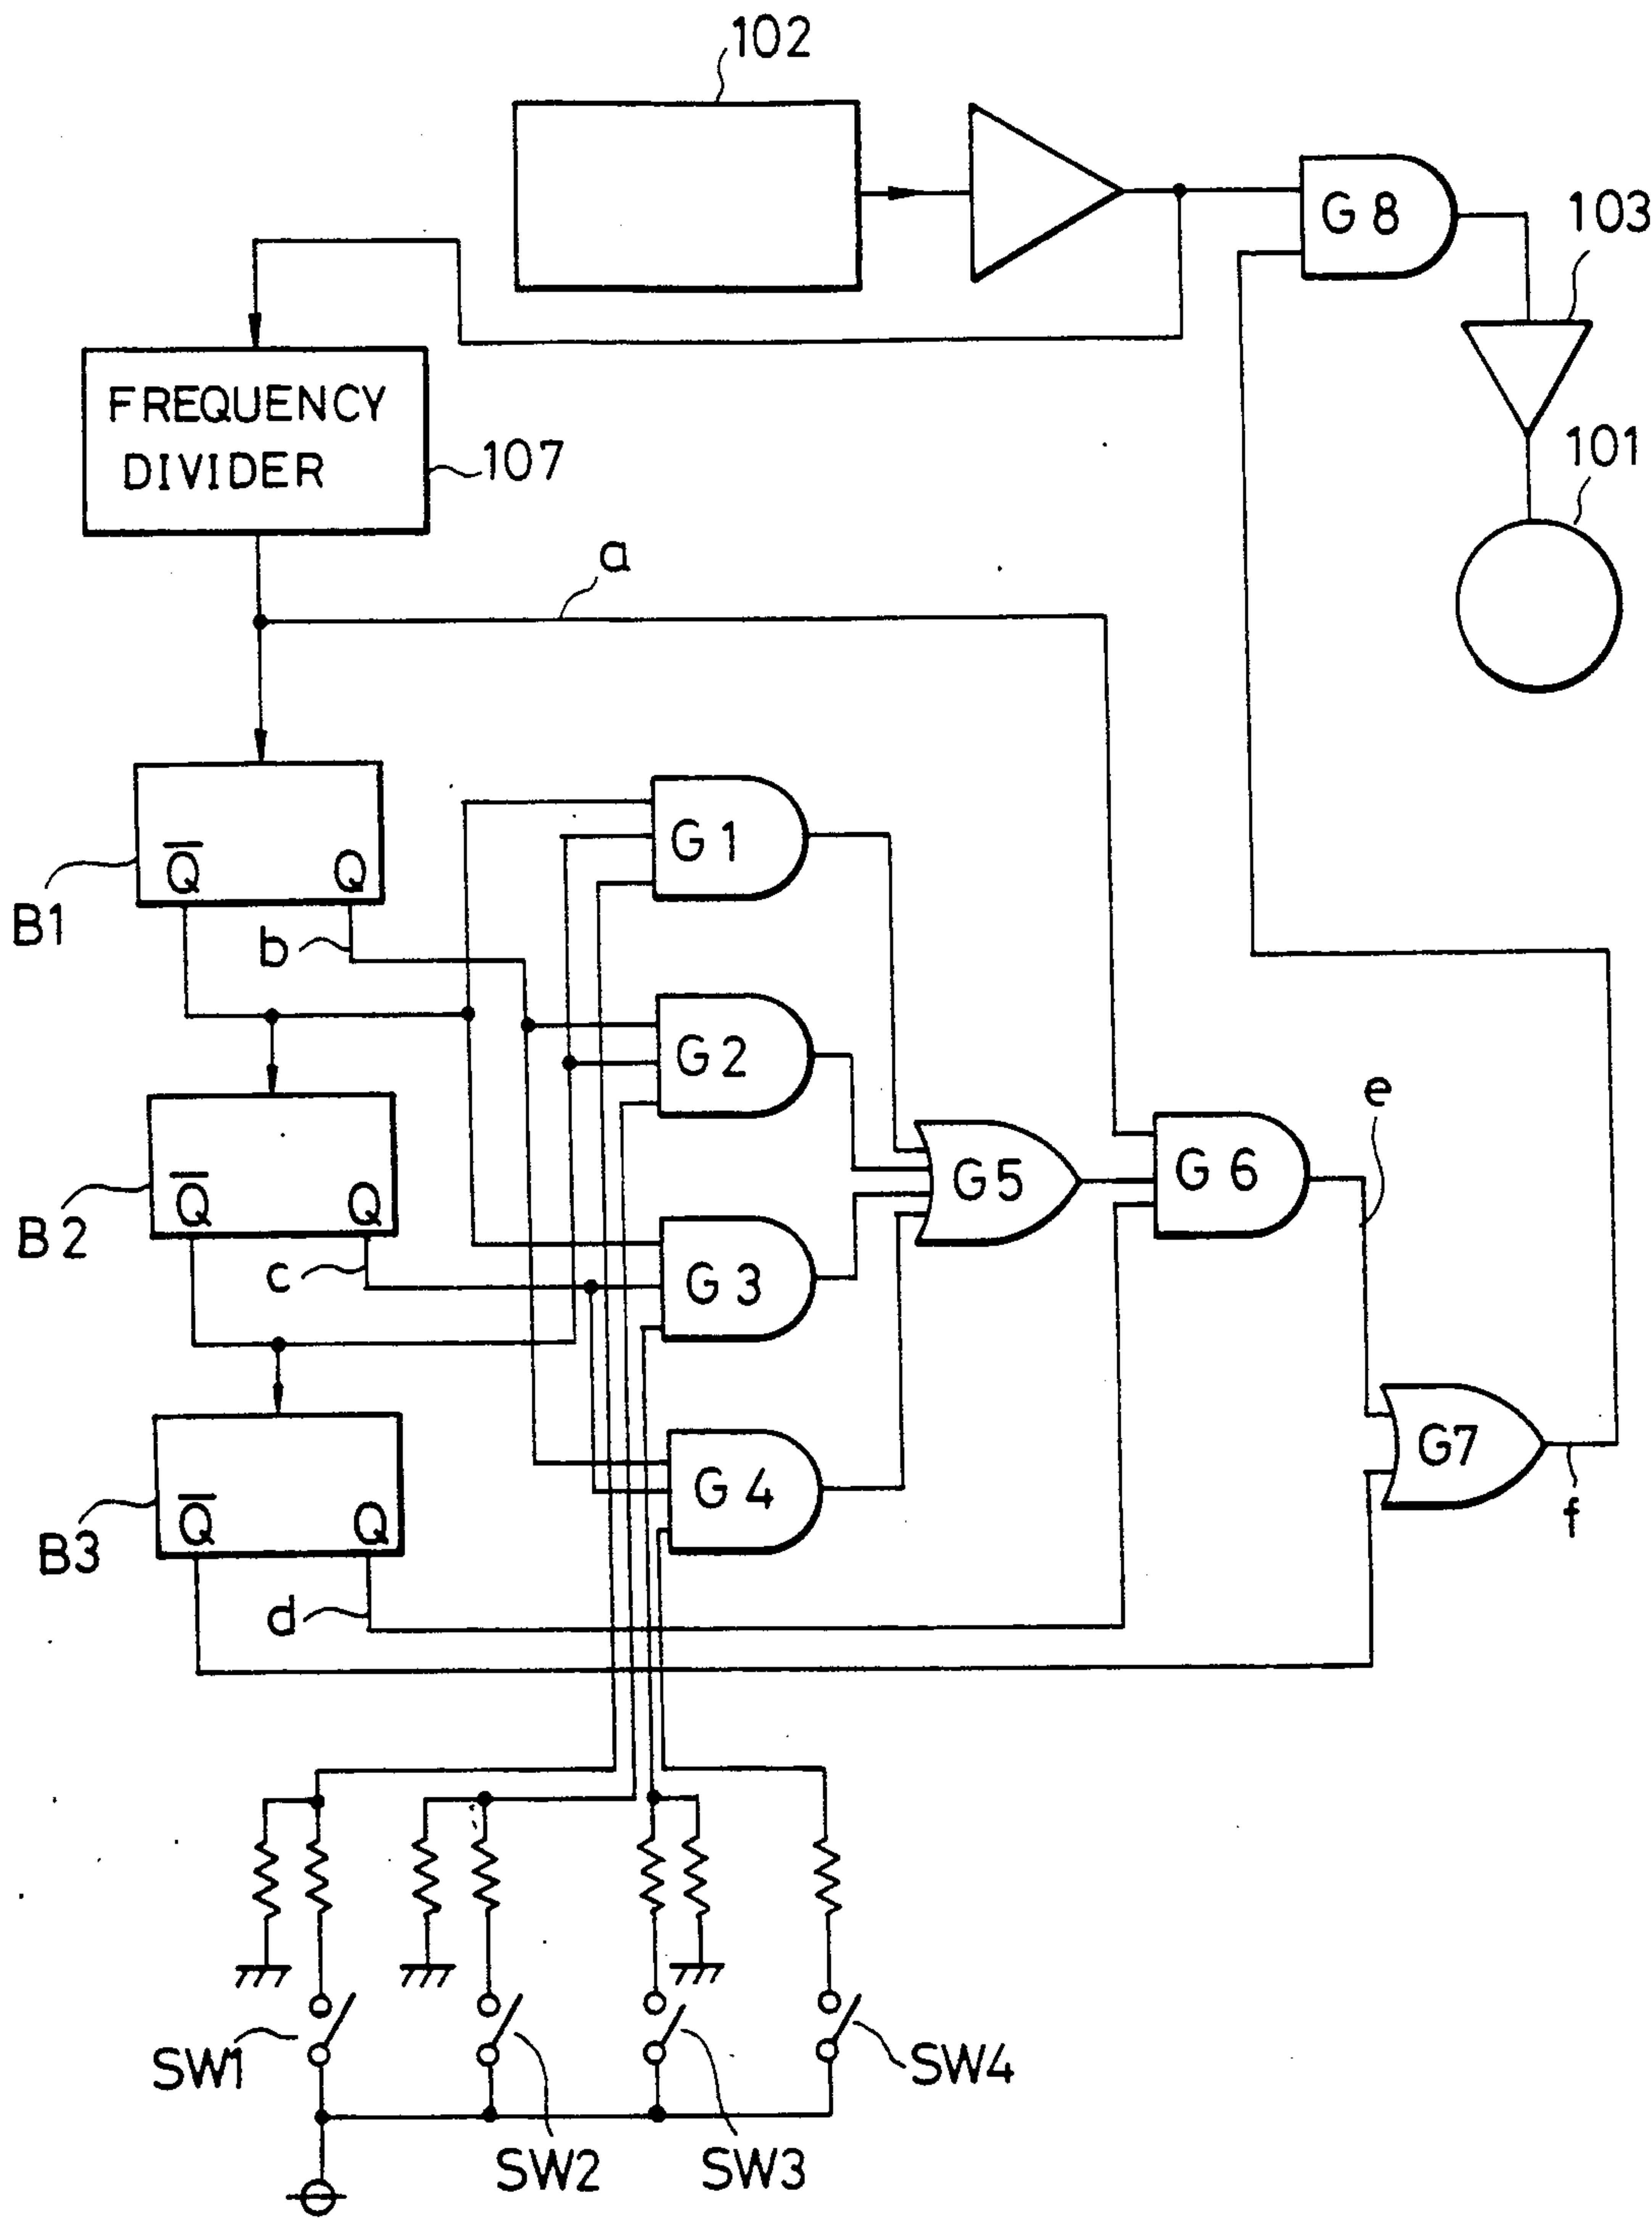 102
G8
103
FREQUENCY
DIVIDER
107
101
a
Q̅ Q
B1
b
G1
G2
Q̅ Q
B2
c
G5
G6
e
G3
Q̅ Q
B3
d
G4
G7
f
SW1
SW2
SW3
SW4